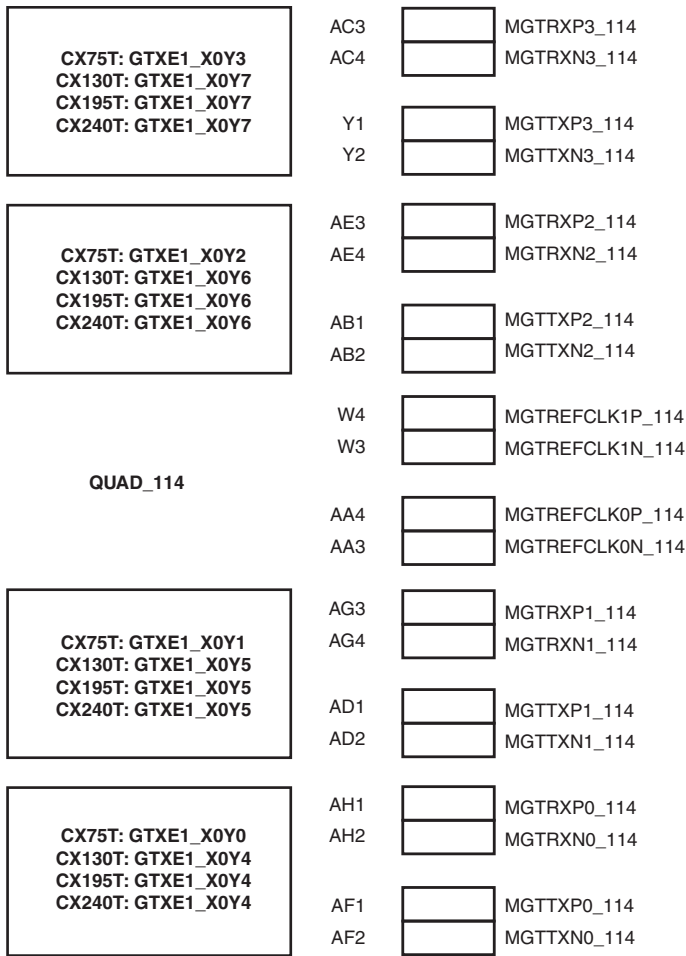 CX75T: GTXE1_X0Y3
CX130T: GTXE1_X0Y7
CX195T: GTXE1_X0Y7
CX240T: GTXE1_X0Y7
AC3 MGTRXP3_114
AC4 MGTRXN3_114
Y1 MGTTXP3_114
Y2 MGTTXN3_114
CX75T: GTXE1_X0Y2
CX130T: GTXE1_X0Y6
CX195T: GTXE1_X0Y6
CX240T: GTXE1_X0Y6
AE3 MGTRXP2_114
AE4 MGTRXN2_114
AB1 MGTTXP2_114
AB2 MGTTXN2_114
QUAD_114
W4 MGTREFCLK1P_114
W3 MGTREFCLK1N_114
AA4 MGTREFCLK0P_114
AA3 MGTREFCLK0N_114
CX75T: GTXE1_X0Y1
CX130T: GTXE1_X0Y5
CX195T: GTXE1_X0Y5
CX240T: GTXE1_X0Y5
AG3 MGTRXP1_114
AG4 MGTRXN1_114
AD1 MGTTXP1_114
AD2 MGTTXN1_114
CX75T: GTXE1_X0Y0
CX130T: GTXE1_X0Y4
CX195T: GTXE1_X0Y4
CX240T: GTXE1_X0Y4
AH1 MGTRXP0_114
AH2 MGTRXN0_114
AF1 MGTTXP0_114
AF2 MGTTXN0_114